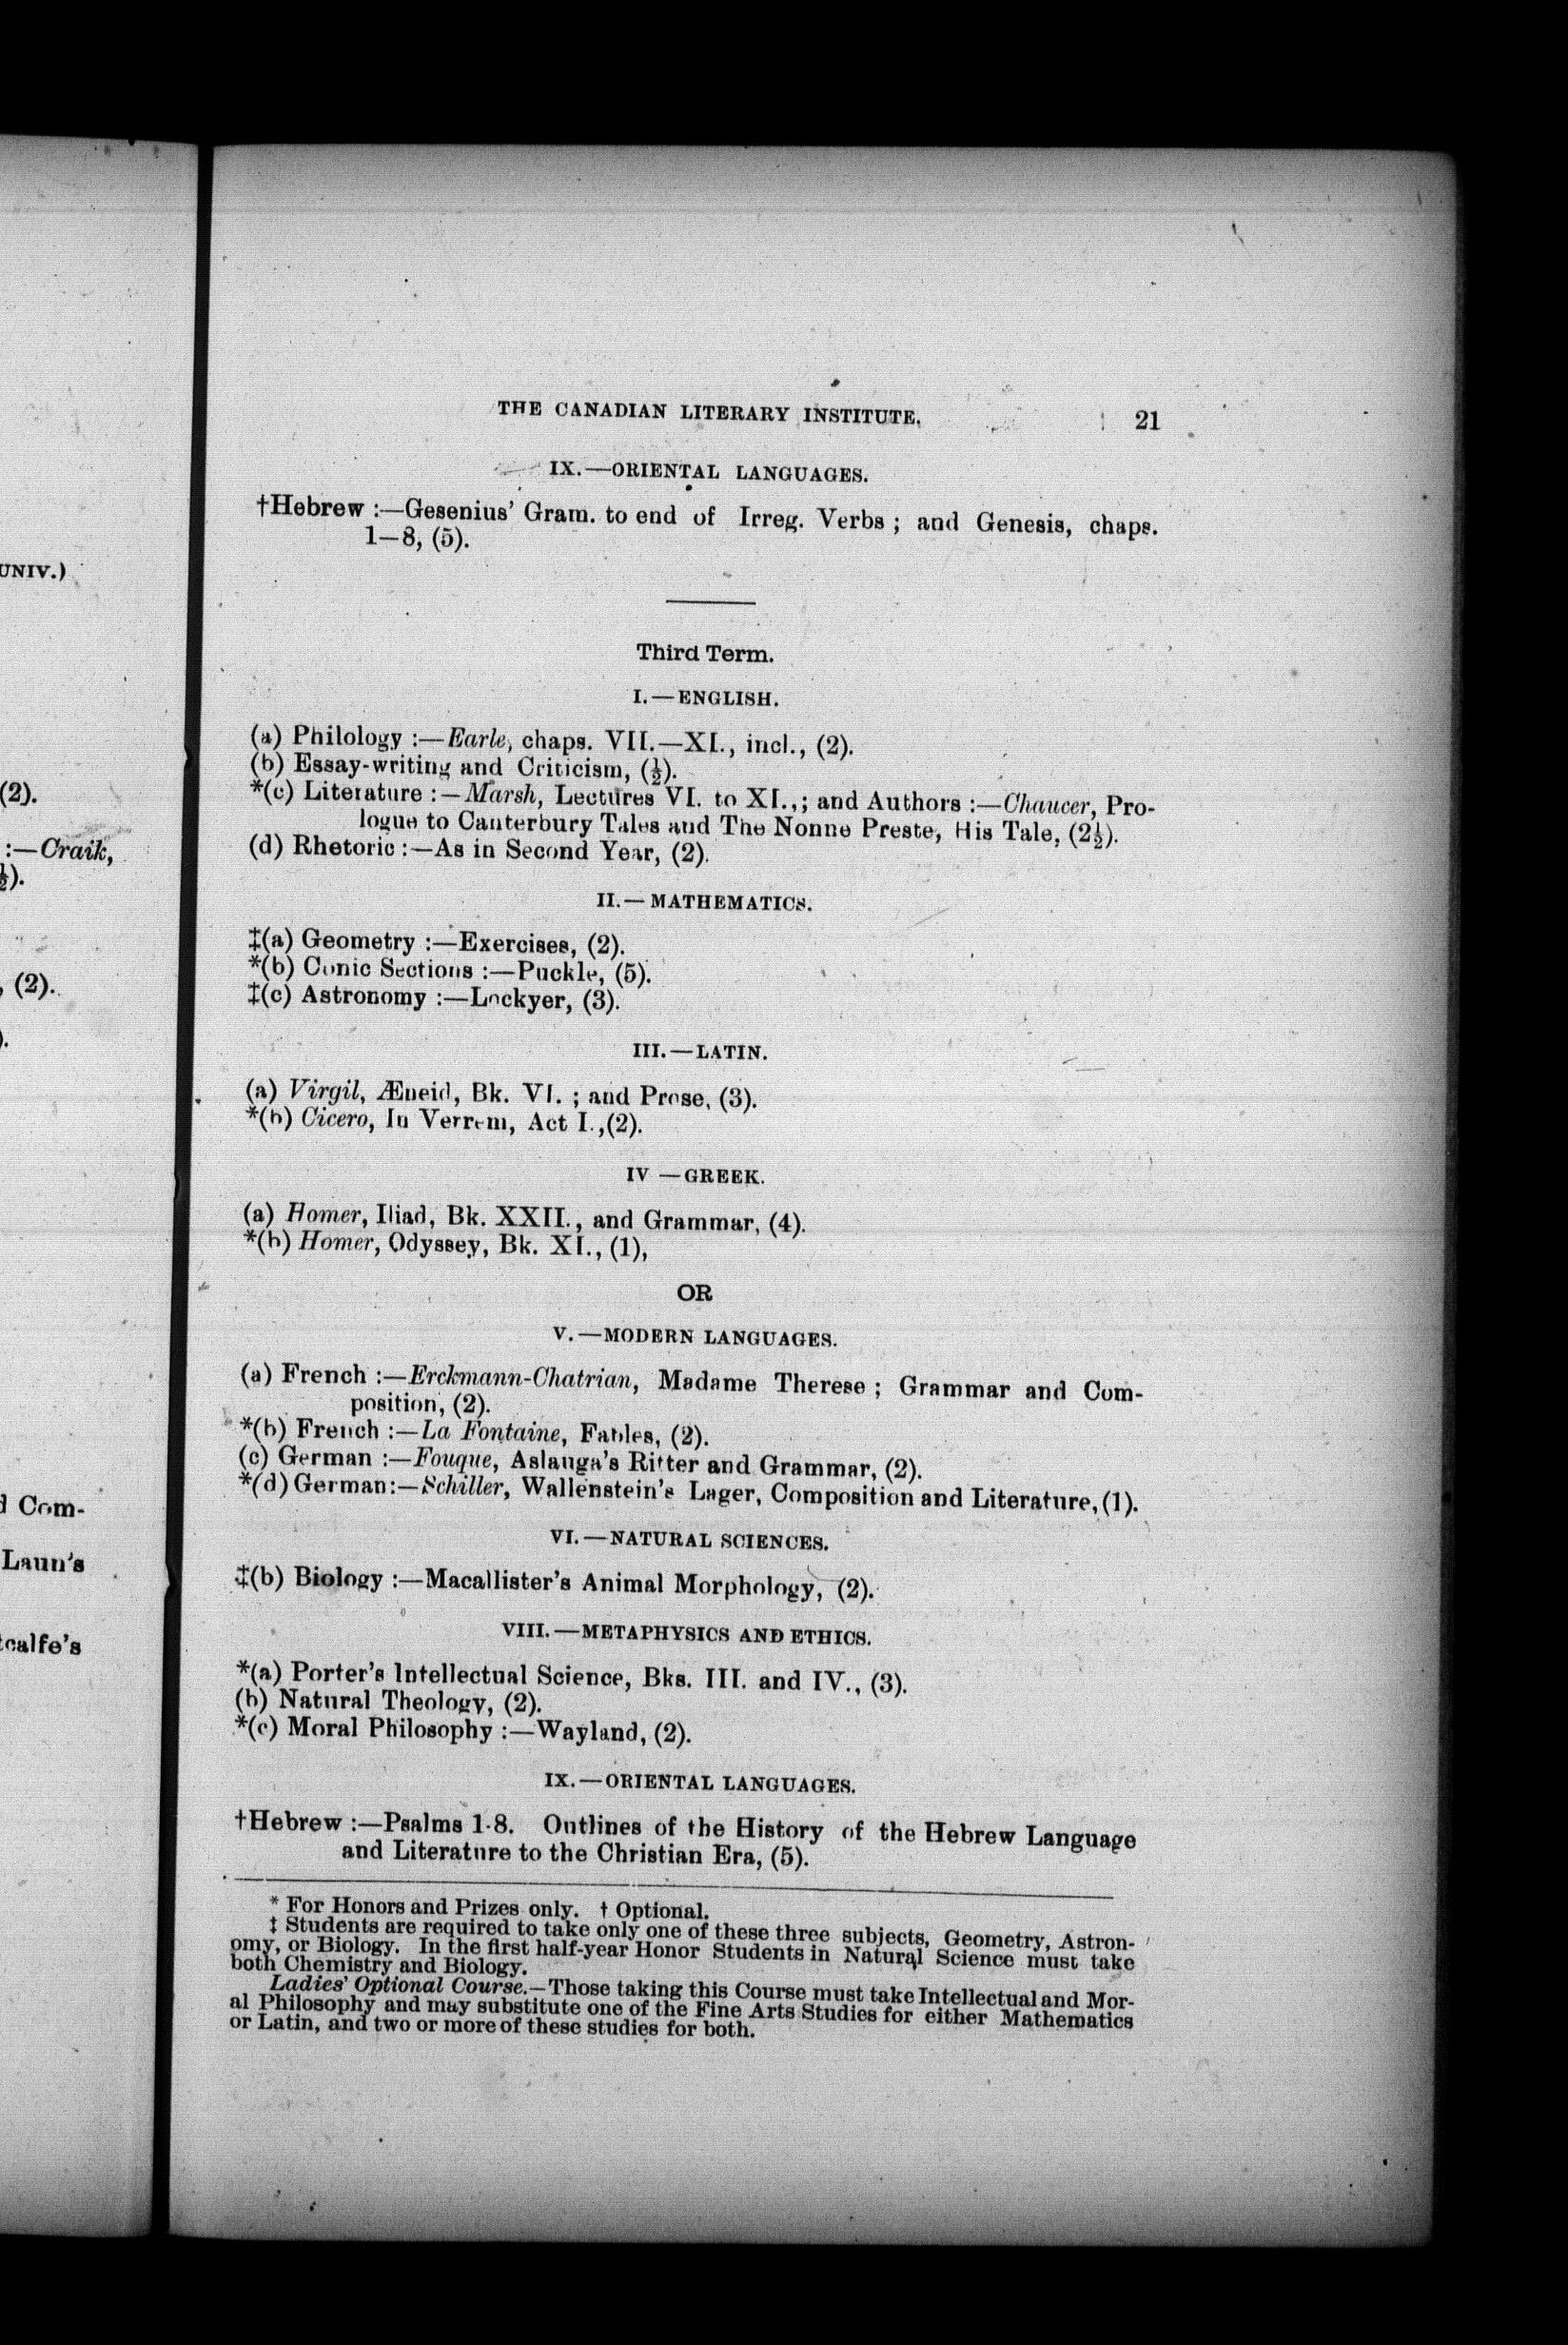 UNIV.)
(2).
:—Craik,
½).
, (2).
).
d Com-
Laun's
tcalfe's
THE CANADIAN LITERARY INSTITUTE. 21
IX.—ORIENTAL LANGUAGES.
†Hebrew :—Gesenius' Gram. to end of Irreg. Verbs ; and Genesis, chaps.
1—8, (5).
Third Term.
I.—ENGLISH.
(a) Philology :—Earle, chaps. VII.—XI., incl., (2).
(b) Essay-writing and Criticism, (½).
*(c) Literature :—Marsh, Lectures VI. to XI.,; and Authors :—Chaucer, Pro-
logue to Canterbury Tales and The Nonne Preste, His Tale, (2½).
(d) Rhetoric :—As in Second Year, (2).
II.—MATHEMATICS.
‡(a) Geometry :—Exercises, (2).
*(b) Conic Sections :—Puckle, (5).
‡(c) Astronomy :—Lockyer, (3).
III.—LATIN.
(a) Virgil, Æneid, Bk. VI. ; and Prose, (3).
*(b) Cicero, In Verrem, Act I.,(2).
IV —GREEK.
(a) Homer, Iliad, Bk. XXII., and Grammar, (4).
*(b) Homer, Odyssey, Bk. XI., (1),
OR
V.—MODERN LANGUAGES.
(a) French :—Erckmann-Chatrian, Madame Therese ; Grammar and Com-
position, (2).
*(b) French :—La Fontaine, Fables, (2).
(c) German :—Fouque, Aslauga's Ritter and Grammar, (2).
*(d) German:—Schiller, Wallenstein's Lager, Composition and Literature, (1).
VI.—NATURAL SCIENCES.
‡(b) Biology :—Macallister's Animal Morphology, (2).
VIII.—METAPHYSICS AND ETHICS.
*(a) Porter's Intellectual Science, Bks. III. and IV., (3).
(b) Natural Theology, (2).
*(c) Moral Philosophy :—Wayland, (2).
IX.—ORIENTAL LANGUAGES.
†Hebrew :—Psalms 1-8. Outlines of the History of the Hebrew Language
and Literature to the Christian Era, (5).
* For Honors and Prizes only. † Optional.
‡ Students are required to take only one of these three subjects, Geometry, Astron-
omy, or Biology. In the first half-year Honor Students in Natural Science must take
both Chemistry and Biology.
Ladies' Optional Course.—Those taking this Course must take Intellectual and Mor-
al Philosophy and may substitute one of the Fine Arts Studies for either Mathematics
or Latin, and two or more of these studies for both.